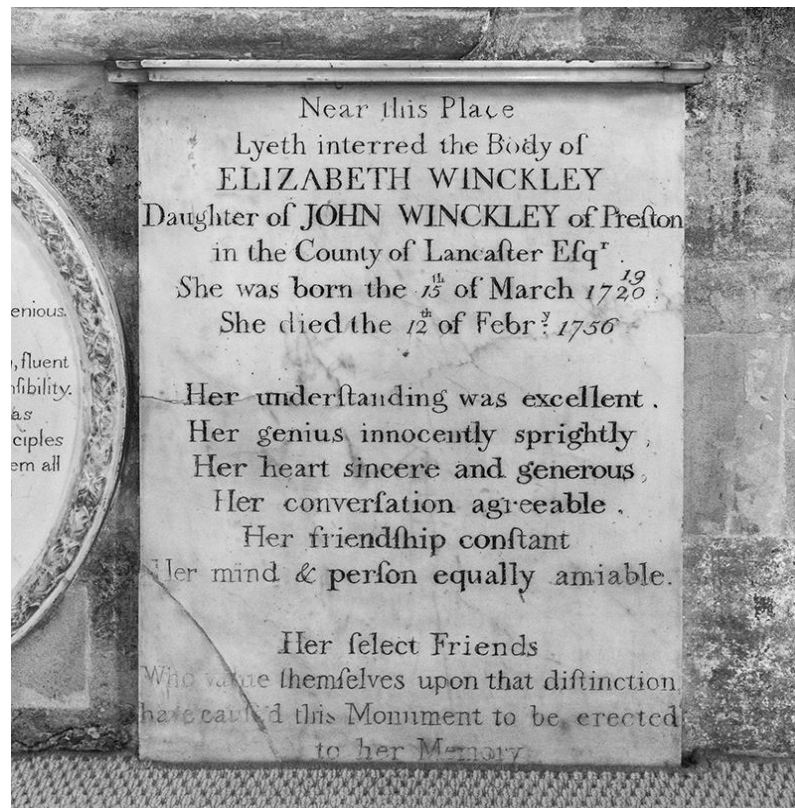 Near this Place
Lyeth interred the Body of
ELIZABETH WINCKLEY
Daughter of JOHN WINCKLEY of Preſton
in the County of Lancaſter Eſqʳ.
She was born the 15ᵗʰ of March 17 19/20.
She died the 12ᵗʰ of Febrʸ: 1756
Her underſtanding was excellent.
Her genius innocently sprightly,
Her heart sincere and generous,
Her converſation agreeable,
Her friendſhip conſtant
Her mind & perſon equally amiable.
Her ſelect Friends
Who value themſelves upon that diſtinction
have cauſ'd this Monument to be erected
to her Memory
enious.
, fluent
nſibility.
as
ciples
em all